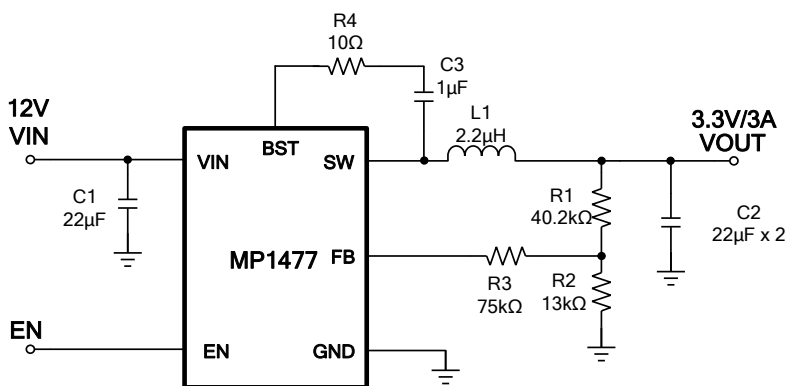 R4
10Ω
C3
1µF
12V
VIN
L1
2.2µH
3.3V/3A
VOUT
BST
VIN
SW
C1
22µF
R1
40.2kΩ
C2
22µF x 2
MP1477
FB
R3
75kΩ
R2
13kΩ
EN
EN
GND